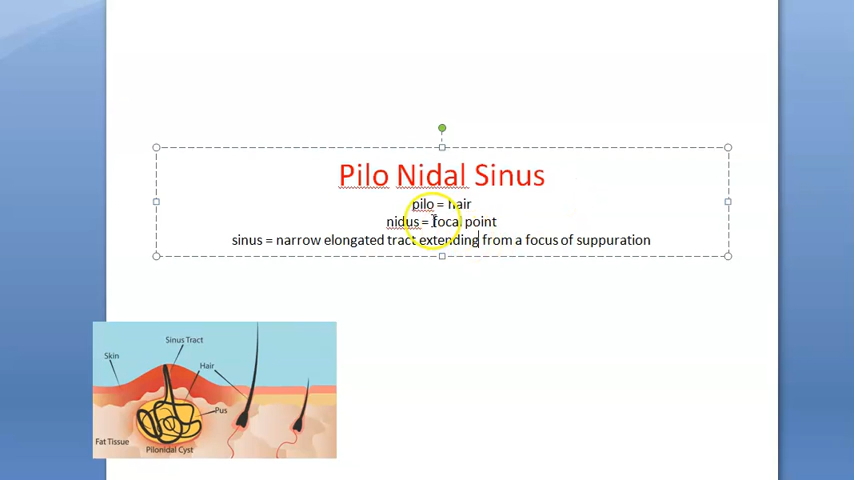 Pilo Nidal Sinus
pilo = hair
nidus = focal point
sinus = narrow elongated tract extending from a focus of suppuration
Sinus Tract
Skin
Hair
Pus
Fat Tissue
Pilonidal Cyst